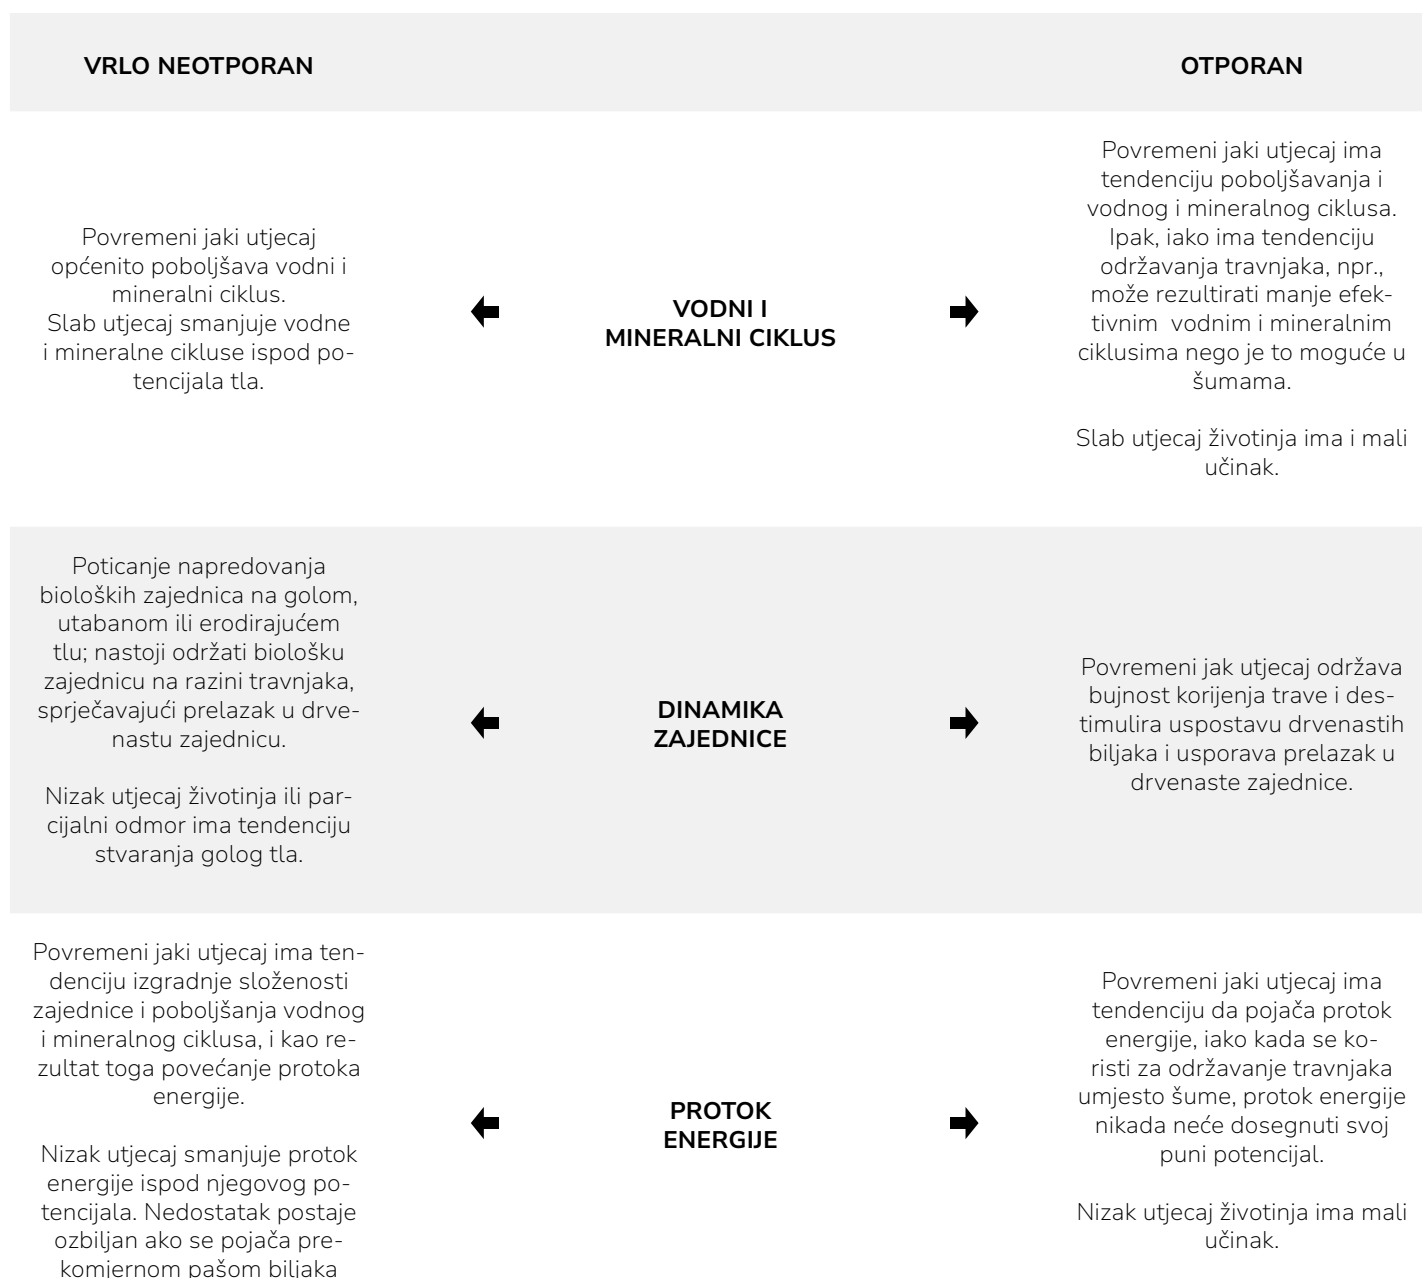 VRLO NEOTPORAN
OTPORAN
Povremeni jaki utjecaj
općenito poboljšava vodni i
mineralni ciklus.
Slab utjecaj smanjuje vodne
i mineralne cikluse ispod po-
tencijala tla.
VODNI I
MINERALNI CIKLUS
Povremeni jaki utjecaj ima
tendenciju poboljšavanja i
vodnog i mineralnog ciklusa.
Ipak, iako ima tendenciju
održavanja travnjaka, npr.,
može rezultirati manje efek-
tivnim vodnim i mineralnim
ciklusima nego je to moguće u
šumama.
Slab utjecaj životinja ima i mali
učinak.
Poticanje napredovanja
bioloških zajednica na golom,
utabanom ili erodirajućem
tlu; nastoji održati biološku
zajednicu na razini travnjaka,
sprječavajući prelazak u drve-
nastu zajednicu.
Nizak utjecaj životinja ili par-
cijalni odmor ima tendenciju
stvaranja golog tla.
DINAMIKA
ZAJEDNICE
Povremeni jak utjecaj održava
bujnost korijenja trave i des-
timulira uspostavu drvenastih
biljaka i usporava prelazak u
drvenaste zajednice.
Povremeni jaki utjecaj ima ten-
denciju izgradnje složenosti
zajednice i poboljšanja vodnog
i mineralnog ciklusa, i kao re-
zultat toga povećanje protoka
energije.
Nizak utjecaj smanjuje protok
energije ispod njegovog po-
tencijala. Nedostatak postaje
ozbiljan ako se pojača pre-
komjernom pašom biljaka
PROTOK
ENERGIJE
Povremeni jaki utjecaj ima
tendenciju da pojača protok
energije, iako kada se ko-
risti za održavanje travnjaka
umjesto šume, protok energije
nikada neće dosegnuti svoj
puni potencijal.
Nizak utjecaj životinja ima mali
učinak.